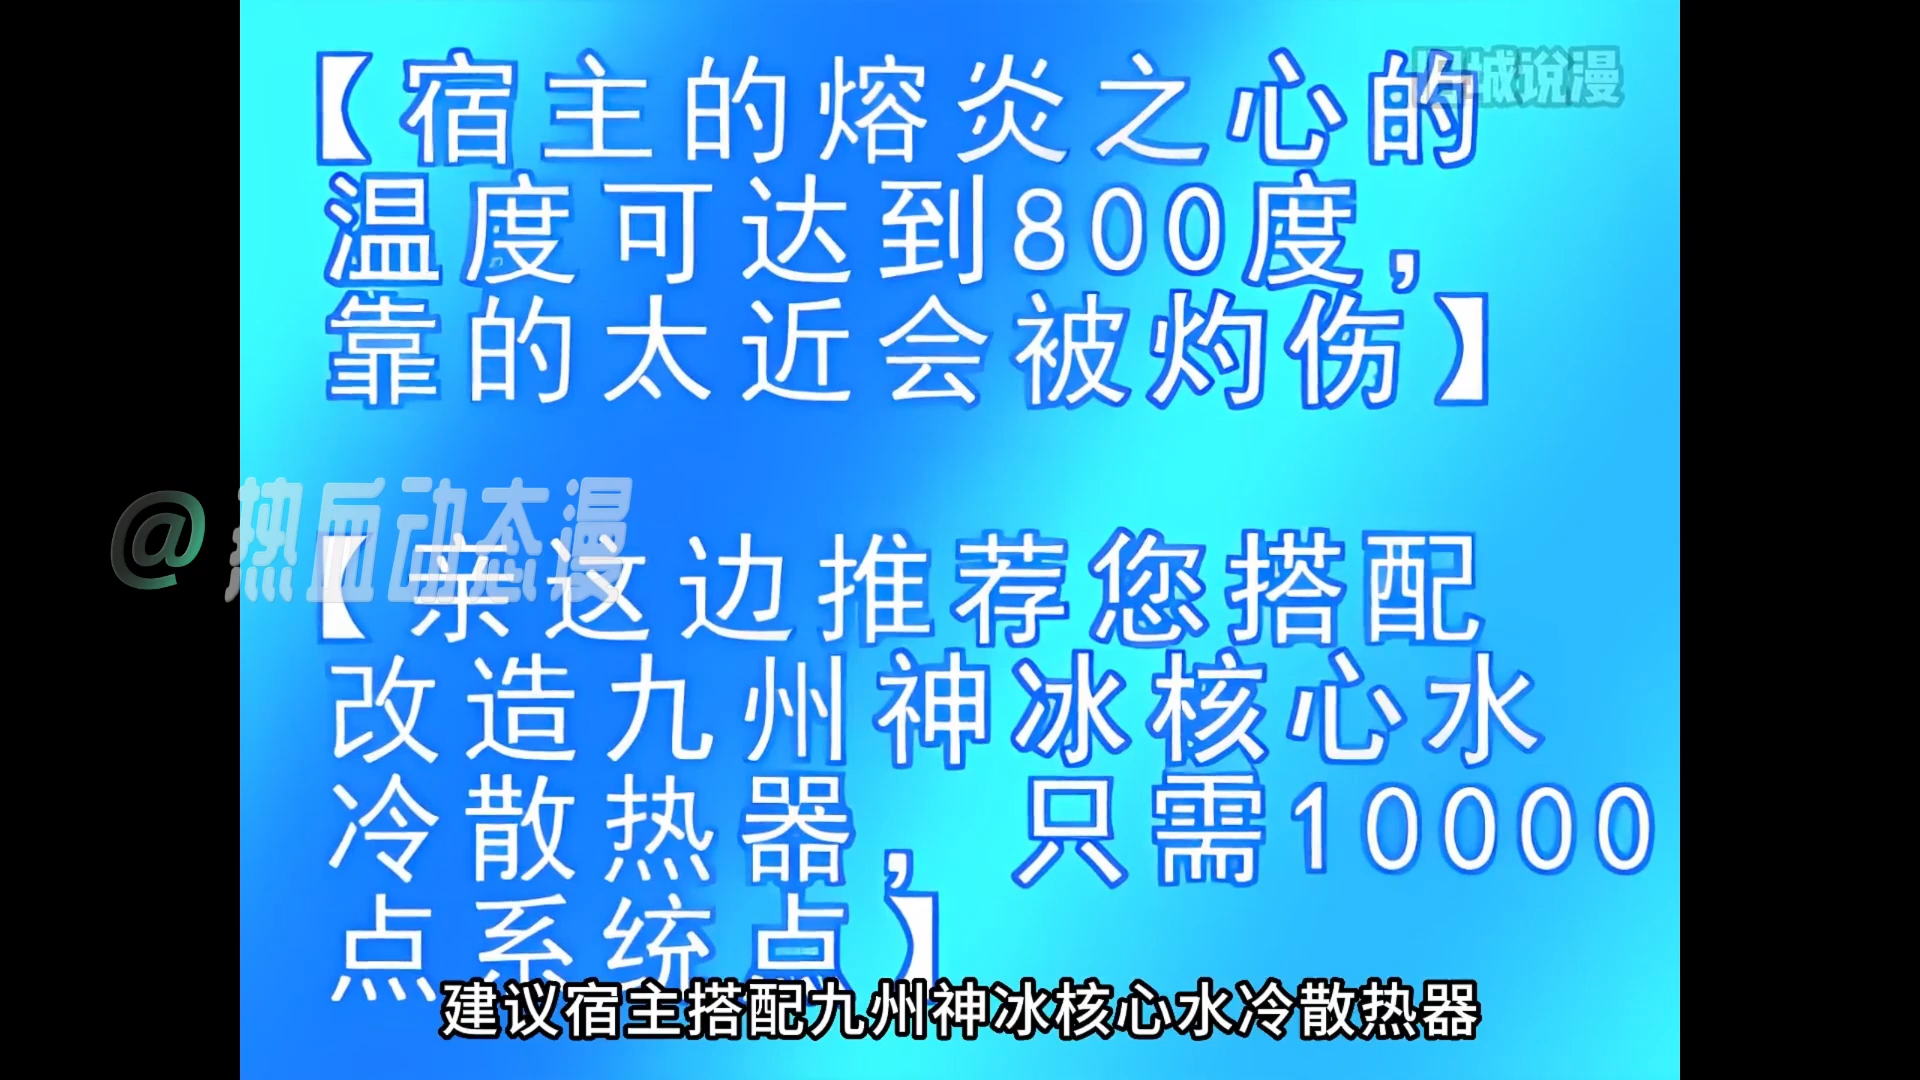 【宿主的熔炎之心的
温度可达到800度,
靠的太近会被灼伤】
@热血动态漫
【亲这边推荐您搭配
改造九州神冰核心水
冷散热器,只需10000
点系统点】
建议宿主搭配九州神冰核心水冷散热器
城说漫